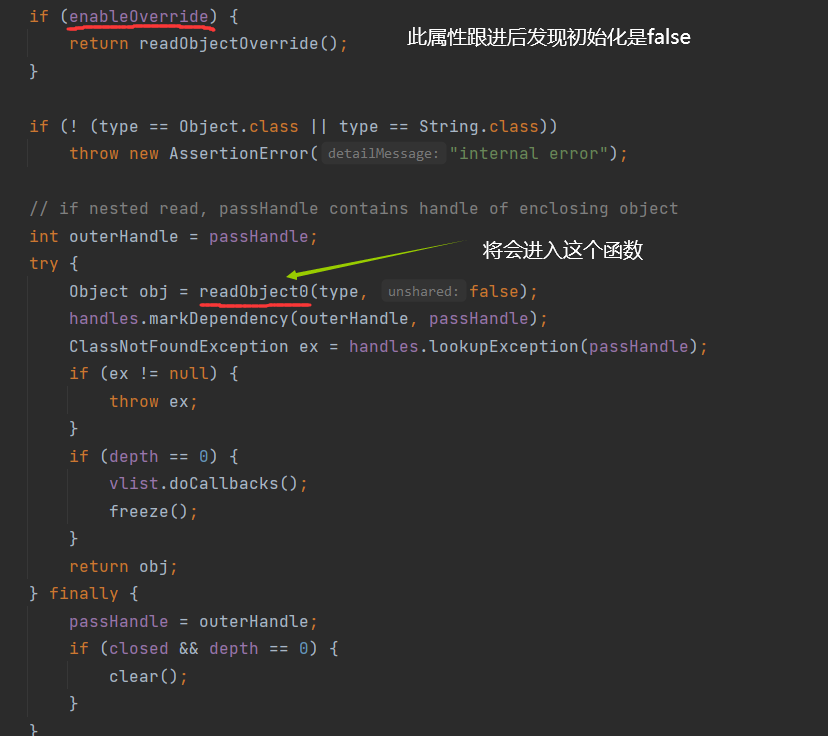 if (enableOverride) {
return readObjectOverride();
此属性跟进后发现初始化是false
}
if (! (type == Object.class || type == String.class))
throw new AssertionError( detailMessage: "internal error");
// if nested read, passHandle contains handle of enclosing object
int outerHandle = passHandle;
try {
将会进入这个函数
Object obj = readObject0(type, unshared: false);
handles.markDependency(outerHandle, passHandle);
ClassNotFoundException ex = handles.lookupException(passHandle);
if (ex != null) {
throw ex;
}
if (depth == 0) {
vlist.doCallbacks();
freeze();
}
return obj;
} finally {
passHandle = outerHandle;
if (closed && depth == 0) {
clear();
}
}